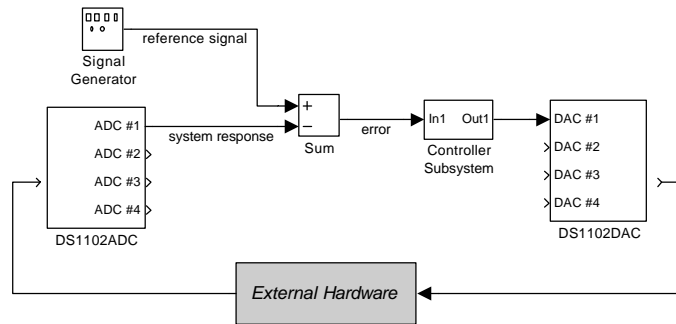 reference signal
Signal
Generator
+
−
ADC #1
ADC #2
ADC #3
ADC #4
system response
Sum
error
In1 Out1
Controller
Subsystem
DAC #1
DAC #2
DAC #3
DAC #4
DS1102ADC
DS1102DAC
External Hardware